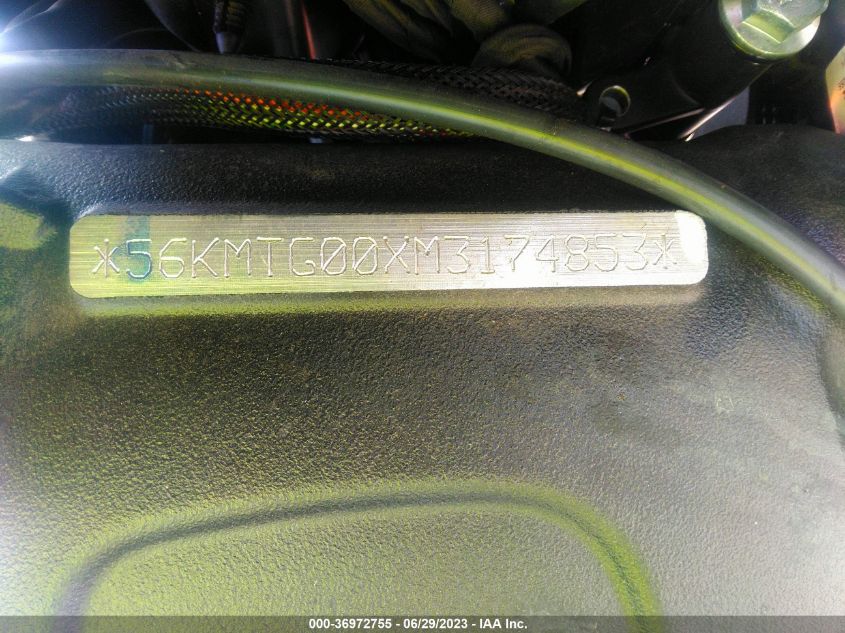 *56KMTG00XM3174853*
000-36972755 - 06/29/2023 - IAA Inc.